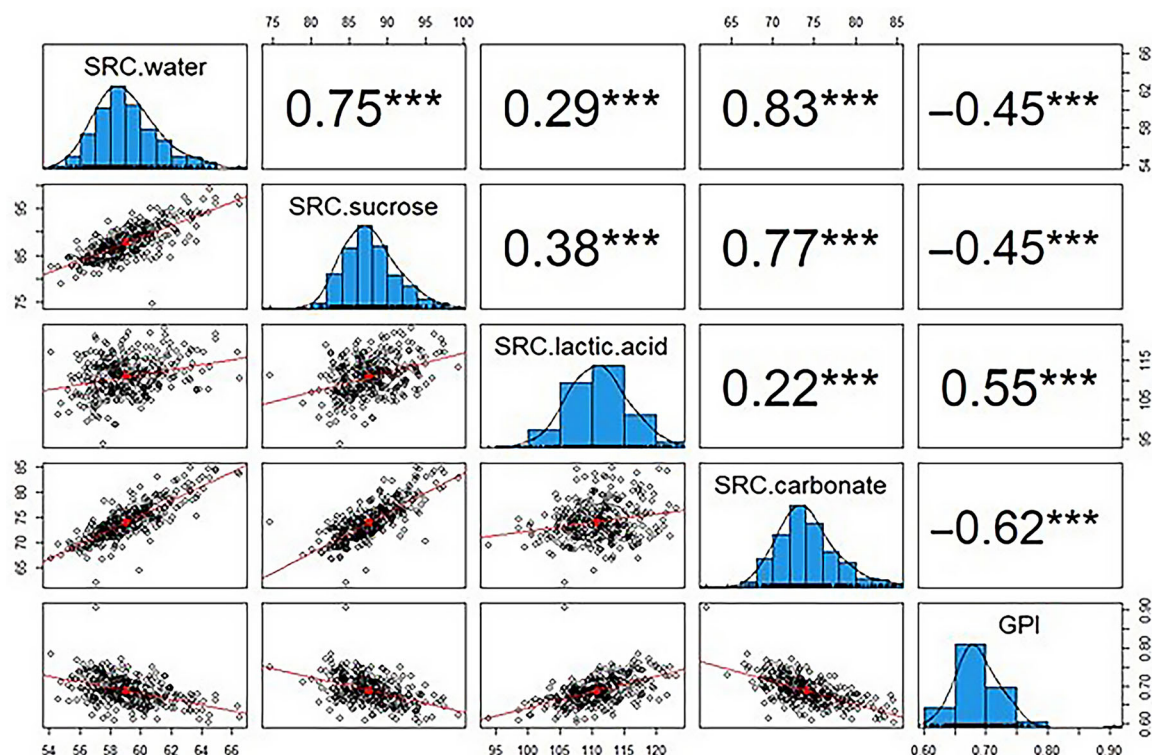 75 80 85 90 95 100
65 70 75 80 85
SRC.water
0.75***
0.29***
0.83***
−0.45***
54 58 62 66
75 85 95
SRC.sucrose
0.38***
0.77***
−0.45***
SRC.lactic.acid
0.22***
0.55***
95 105 115
65 70 75 80 85
SRC.carbonate
−0.62***
GPI
0.60 0.70 0.80 0.90
54 56 58 60 62 64 66
95 100 105 110 115 120
0.60 0.70 0.80 0.90